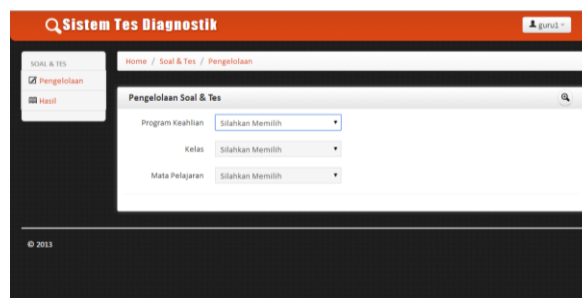 Sistem Tes Diagnostik
guru1
SOAL & TES
Pengelolaan
Hasil
Home / Soal & Tes / Pengelolaan
Pengelolaan Soal & Tes
Program Keahlian Silahkan Memilih
Kelas Silahkan Memilih
Mata Pelajaran Silahkan Memilih
© 2013